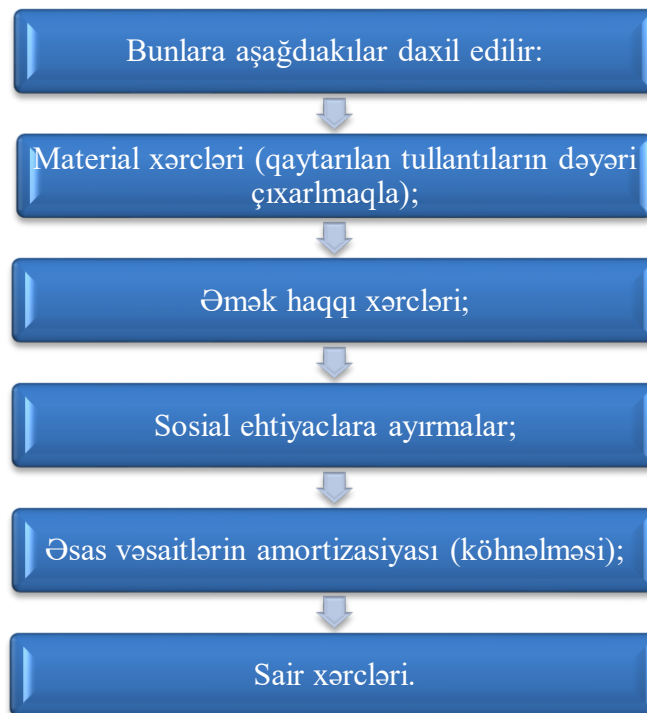 Bunlara aşağdıakılar daxil edilir:
Material xərcləri (qaytarılan tullantıların dəyəri
çıxarlmaqla);
Əmək haqqı xərcləri;
Sosial ehtiyaclara ayırmalar;
Əsas vəsaitlərin amortizasiyası (köhnəlməsi);
Sair xərcləri.